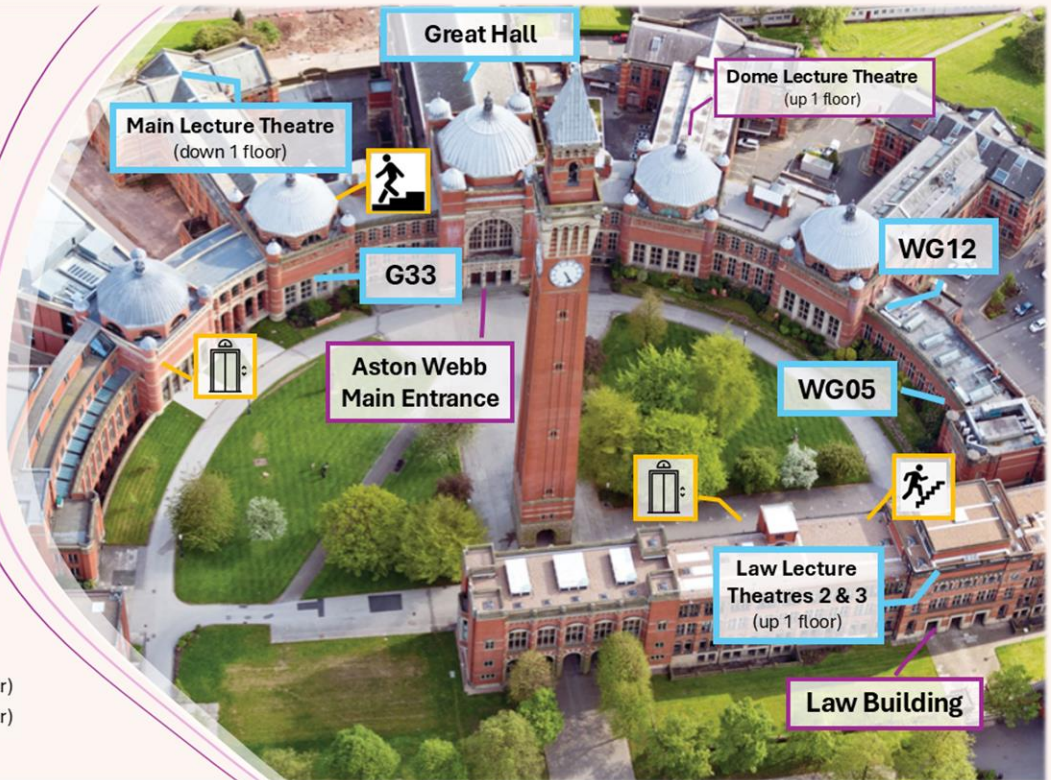 Great Hall
Dome Lecture Theatre
(up 1 floor)
Main Lecture Theatre
(down 1 floor)
WG12
G33
Aston Webb
Main Entrance
WG05
Law Lecture
Theatres 2 & 3
(up 1 floor)
r)
r)
Law Building